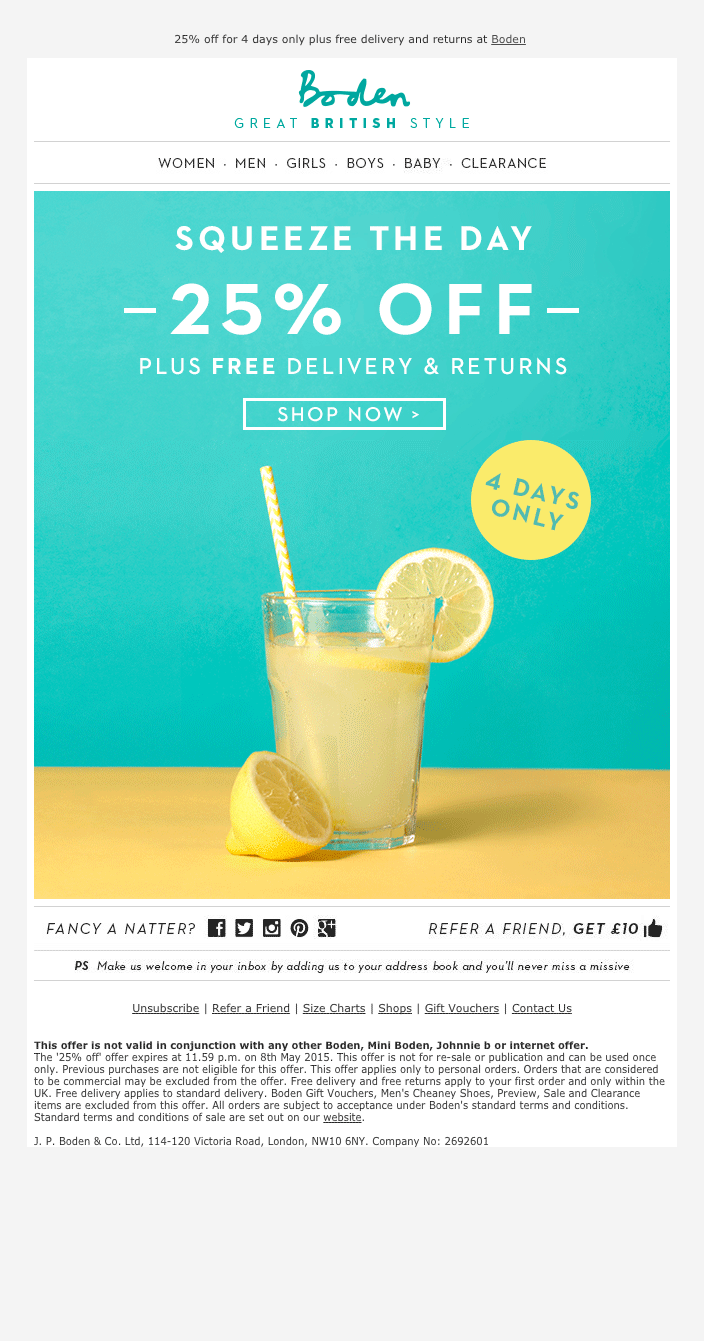 25% off for 4 days only plus free delivery and returns at Boden
Boden
GREAT BRITISH STYLE
WOMEN · MEN · GIRLS · BOYS · BABY · CLEARANCE
SQUEEZE THE DAY
–25% OFF–
PLUS FREE DELIVERY & RETURNS
SHOP NOW >
4 DAYS
ONLY
FANCY A NATTER?
REFER A FRIEND, GET £10
PS Make us welcome in your inbox by adding us to your address book and you'll never miss a missive
Unsubscribe | Refer a Friend | Size Charts | Shops | Gift Vouchers | Contact Us
This offer is not valid in conjunction with any other Boden, Mini Boden, Johnnie b or internet offer.
The '25% off' offer expires at 11.59 p.m. on 8th May 2015. This offer is not for re-sale or publication and can be used once
only. Previous purchases are not eligible for this offer. This offer applies only to personal orders. Orders that are considered
to be commercial may be excluded from the offer. Free delivery and free returns apply to your first order and only within the
UK. Free delivery applies to standard delivery. Boden Gift Vouchers, Men's Cheaney Shoes, Preview, Sale and Clearance
items are excluded from this offer. All orders are subject to acceptance under Boden's standard terms and conditions.
Standard terms and conditions of sale are set out on our website.
J. P. Boden & Co. Ltd, 114-120 Victoria Road, London, NW10 6NY. Company No: 2692601